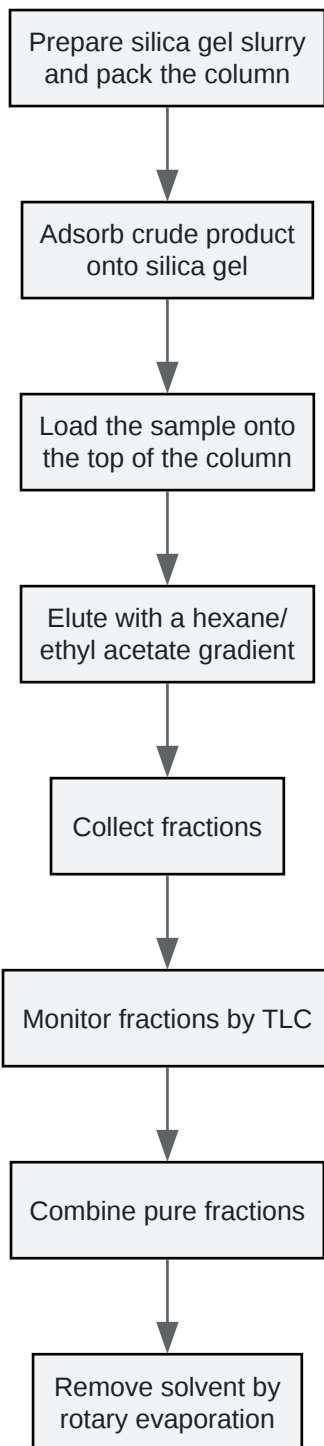 Prepare silica gel slurry
and pack the column
Adsorb crude product
onto silica gel
Load the sample onto
the top of the column
Elute with a hexane/
ethyl acetate gradient
Collect fractions
Monitor fractions by TLC
Combine pure fractions
Remove solvent by
rotary evaporation